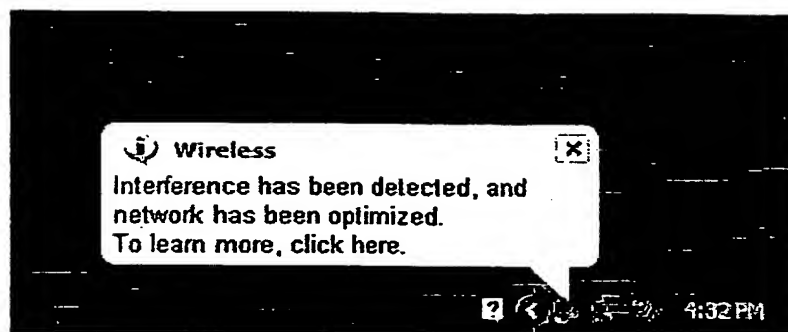 Wireless
Interference has been detected, and
network has been optimized.
To learn more, click here.
4:32 PM